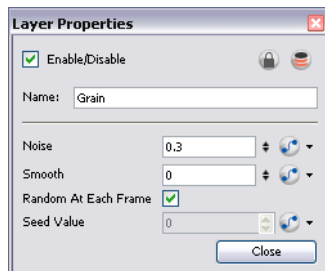 Layer Properties
Enable/Disable
Name: Grain
Noise 0.3
Smooth 0
Random At Each Frame
Seed Value 0
Close